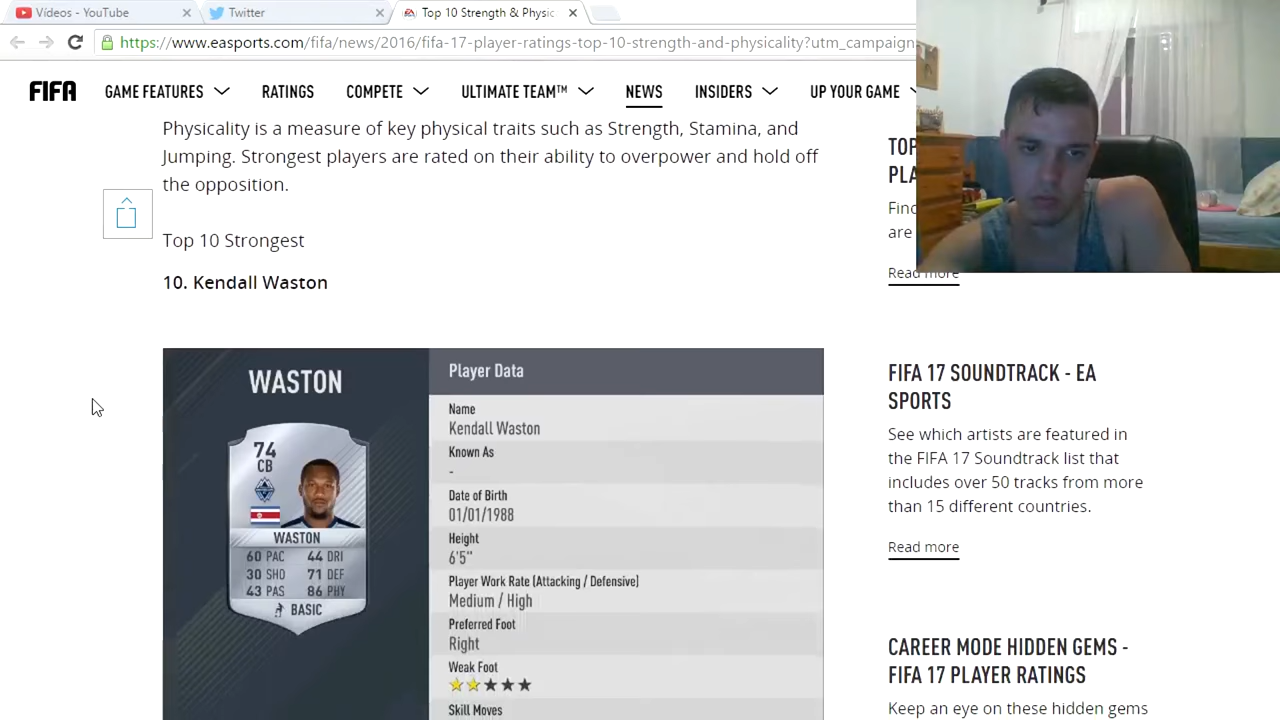 Vídeos - YouTube
Twitter
Top 10 Strength & Physic
https://www.easports.com/fifa/news/2016/fifa-17-player-ratings-top-10-strength-and-physicality?utm_campaign
FIFA
GAME FEATURES
RATINGS
COMPETE
ULTIMATE TEAM™
NEWS
INSIDERS
UP YOUR GAME
Physicality is a measure of key physical traits such as Strength, Stamina, and
Jumping. Strongest players are rated on their ability to overpower and hold off
the opposition.
Top 10 Strongest
10. Kendall Waston
WASTON
74
CB
WASTON
60 PAC 44 DRI
30 SHO 71 DEF
43 PAS 86 PHY
BASIC
Player Data
Name
Kendall Waston
Known As
-
Date of Birth
01/01/1988
Height
6'5"
Player Work Rate (Attacking / Defensive)
Medium / High
Preferred Foot
Right
Weak Foot
Skill Moves
TOP
PLA
Find
are
Read more
FIFA 17 SOUNDTRACK - EA
SPORTS
See which artists are featured in
the FIFA 17 Soundtrack list that
includes over 50 tracks from more
than 15 different countries.
Read more
CAREER MODE HIDDEN GEMS -
FIFA 17 PLAYER RATINGS
Keep an eye on these hidden gems